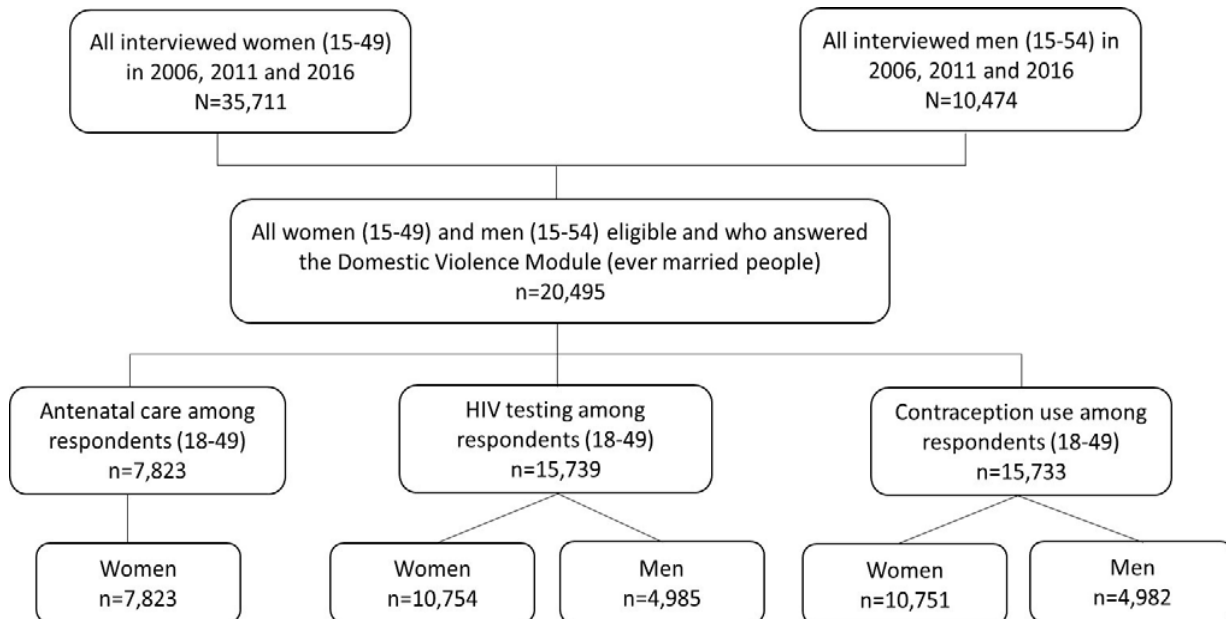 All interviewed women (15-49)
in 2006, 2011 and 2016
N=35,711
All interviewed men (15-54) in
2006, 2011 and 2016
N=10,474
All women (15-49) and men (15-54) eligible and who answered
the Domestic Violence Module (ever married people)
n=20,495
Antenatal care among
respondents (18-49)
n=7,823
HIV testing among
respondents (18-49)
n=15,739
Contraception use among
respondents (18-49)
n=15,733
Women
n=7,823
Women
n=10,754
Men
n=4,985
Women
n=10,751
Men
n=4,982